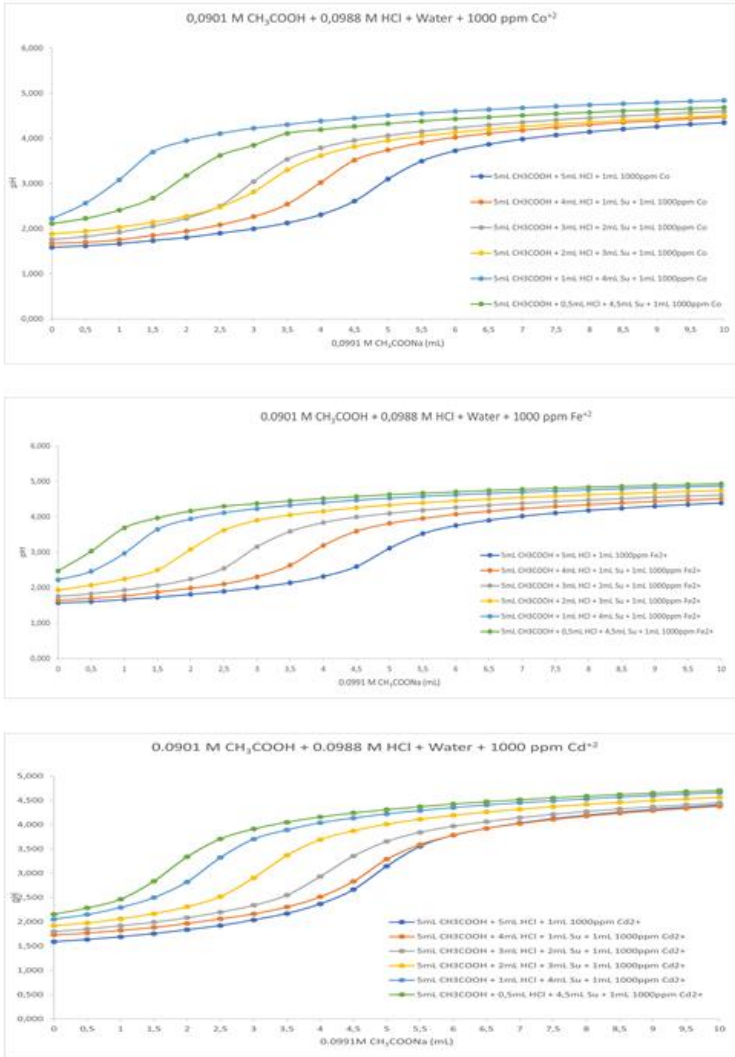 0,0901 M CH₃COOH + 0,0988 M HCl + Water + 1000 ppm Co⁺²
6,000
5,000
4,000
3,000
2,000
1,000
0,000
pH
5mL CH3COOH + 5mL HCl + 1mL 1000ppm Co
5mL CH3COOH + 4mL HCl + 1mL Su + 1mL 1000ppm Co
5mL CH3COOH + 3mL HCl + 2mL Su + 1mL 1000ppm Co
5mL CH3COOH + 2mL HCl + 3mL Su + 1mL 1000ppm Co
5mL CH3COOH + 1mL HCl + 4mL Su + 1mL 1000ppm Co
5mL CH3COOH + 0,5mL HCl + 4,5mL Su + 1mL 1000ppm Co
0 0,5 1 1,5 2 2,5 3 3,5 4 4,5 5 5,5 6 6,5 7 7,5 8 8,5 9 9,5 10
0,0991 M CH₃COONa (mL)
0.0901 M CH₃COOH + 0,0988 M HCl + Water + 1000 ppm Fe⁺²
6,000
5,000
4,000
3,000
2,000
1,000
0,000
pH
5mL CH3COOH + 5mL HCl + 1mL 1000ppm Fe2+
5mL CH3COOH + 4mL HCl + 1mL Su + 1mL 1000ppm Fe2+
5mL CH3COOH + 3mL HCl + 2mL Su + 1mL 1000ppm Fe2+
5mL CH3COOH + 2mL HCl + 3mL Su + 1mL 1000ppm Fe2+
5mL CH3COOH + 1mL HCl + 4mL Su + 1mL 1000ppm Fe2+
5mL CH3COOH + 0,5mL HCl + 4,5mL Su + 1mL 1000ppm Fe2+
0 0,5 1 1,5 2 2,5 3 3,5 4 4,5 5 5,5 6 6,5 7 7,5 8 8,5 9 9,5 10
0.0991 M CH₃COONa (mL)
0.0901 M CH₃COOH + 0.0988 M HCl + Water + 1000 ppm Cd⁺²
5,000
4,500
4,000
3,500
3,000
2,500
2,000
1,500
1,000
0,500
0,000
pH
5mL CH3COOH + 5mL HCl + 1mL 1000ppm Cd2+
5mL CH3COOH + 4mL HCl + 1mL Su + 1mL 1000ppm Cd2+
5mL CH3COOH + 3mL HCl + 2mL Su + 1mL 1000ppm Cd2+
5mL CH3COOH + 2mL HCl + 3mL Su + 1mL 1000ppm Cd2+
5mL CH3COOH + 1mL HCl + 4mL Su + 1mL 1000ppm Cd2+
5mL CH3COOH + 0,5mL HCl + 4,5mL Su + 1mL 1000ppm Cd2+
0 0,5 1 1,5 2 2,5 3 3,5 4 4,5 5 5,5 6 6,5 7 7,5 8 8,5 9 9,5 10
0.0991M CH₃COONa (mL)